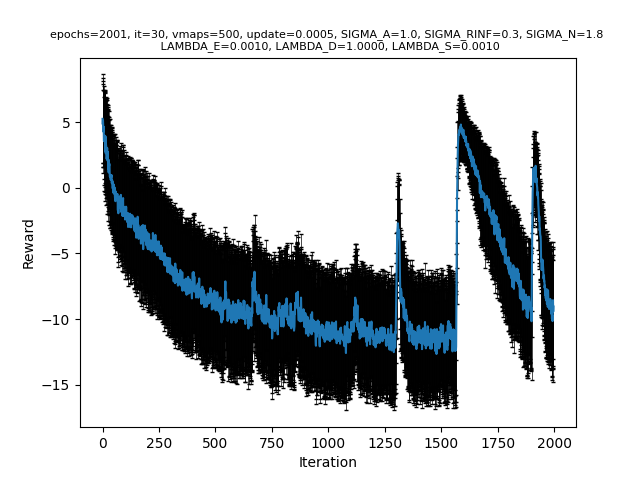 epochs=2001, it=30, vmaps=500, update=0.0005, SIGMA_A=1.0, SIGMA_RINF=0.3, SIGMA_N=1.8
LAMBDA_E=0.0010, LAMBDA_D=1.0000, LAMBDA_S=0.0010
5
0
−5
−10
−15
Reward
0 250 500 750 1000 1250 1500 1750 2000
Iteration